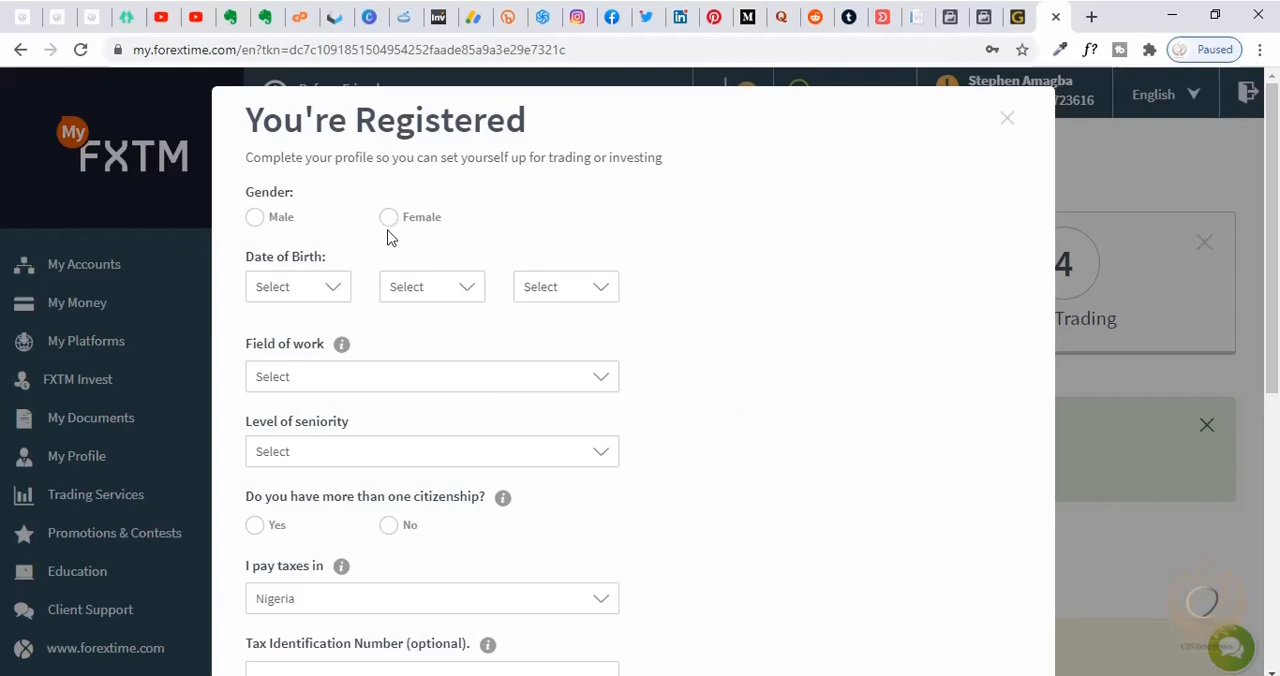 my.forextime.com/en?tkn=dc7c1091851504954252faade85a9a3e29e7321c
Paused
My FXTM
Stephen Amagba
723616
English
You're Registered
Complete your profile so you can set yourself up for trading or investing
Gender:
Male
Female
Date of Birth:
Select
Select
Select
Field of work
Select
Level of seniority
Select
Do you have more than one citizenship?
Yes
No
I pay taxes in
Nigeria
Tax Identification Number (optional).
My Accounts
My Money
My Platforms
FXTM Invest
My Documents
My Profile
Trading Services
Promotions & Contests
Education
Client Support
www.forextime.com
4
Trading